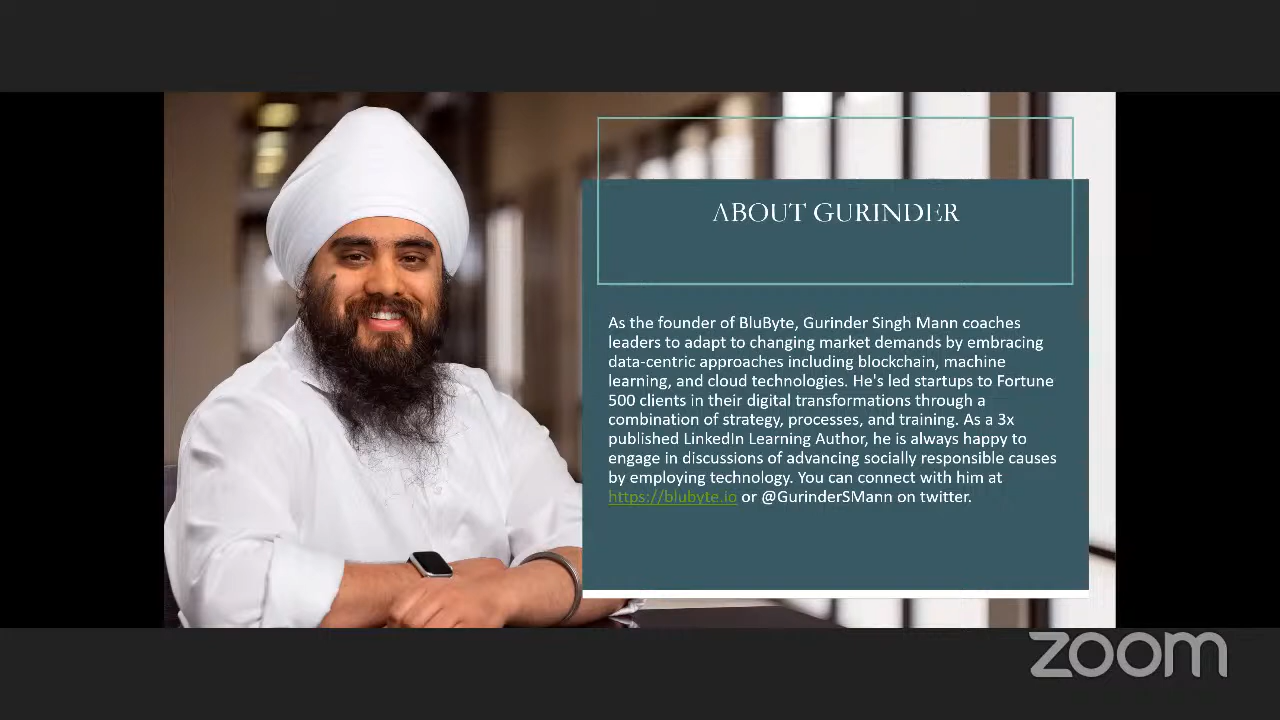 ABOUT GURINDER
As the founder of BluByte, Gurinder Singh Mann coaches
leaders to adapt to changing market demands by embracing
data-centric approaches including blockchain, machine
learning, and cloud technologies. He's led startups to Fortune
500 clients in their digital transformations through a
combination of strategy, processes, and training. As a 3x
published LinkedIn Learning Author, he is always happy to
engage in discussions of advancing socially responsible causes
by employing technology. You can connect with him at
https://blubyte.io or @GurinderSMann on twitter.
zoom